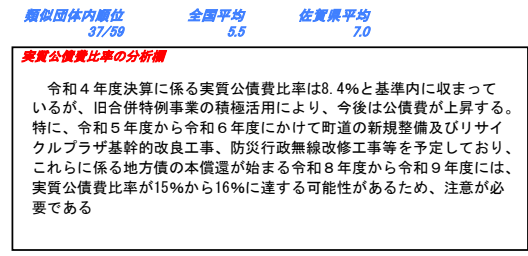 類似団体内順位 全国平均 佐賀県平均
37/59 5.5 7.0
実質公債費比率の分析欄
令和４年度決算に係る実質公債費比率は8.4%と基準内に収まって
いるが、旧合併特例事業の積極活用により、今後は公債費が上昇する。
特に、令和５年度から令和６年度にかけて町道の新規整備及びリサイ
クルプラザ基幹的改良工事、防災行政無線改修工事等を予定しており、
これらに係る地方債の本償還が始まる令和８年度から令和９年度には、
実質公債費比率が15%から16%に達する可能性があるため、注意が必
要である